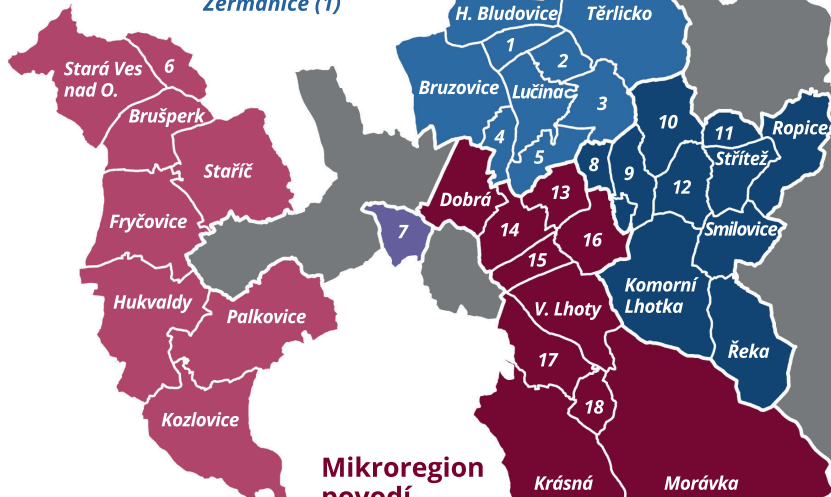 Žermanice (1)
H. Bludovice
Těrlicko
1
2
Stará Ves
nad O.
6
Bruzovice
Lučina
3
Brušperk
10
11
Ropice
4
5
Střítež
8
9
Staříč
12
Dobrá
13
Fryčovice
7
14
16
Smilovice
15
Komorní
Lhotka
Hukvaldy
Palkovice
V. Lhoty
Řeka
17
18
Kozlovice
Mikroregion
povodí
Krásná
Morávka